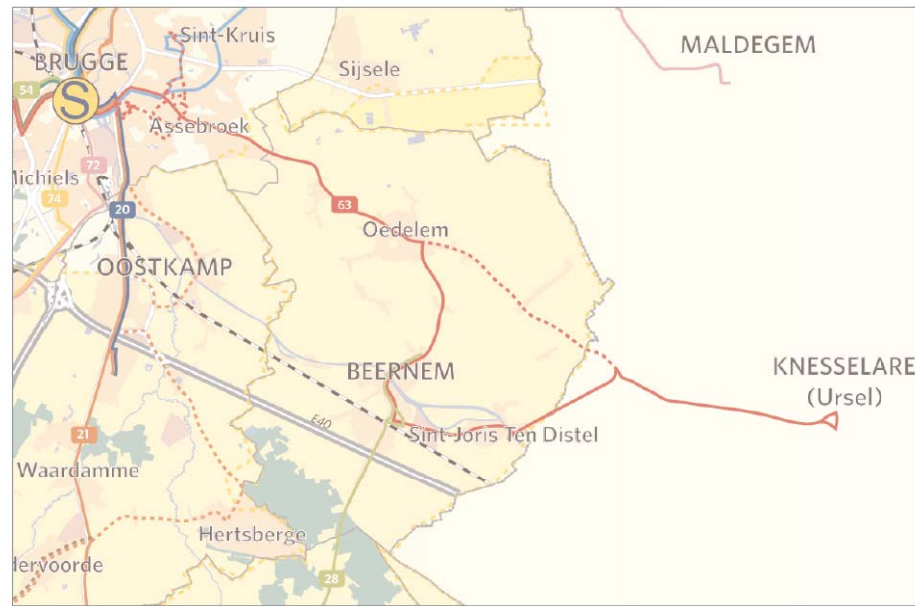 Sint-Kruis
MALDEGEM
BRUGGE
Sijsele
54
S
Assebroek
72
Michiels
74
20
63
Oedelem
OOSTKAMP
BEERNEM
KNESSELARE
(Ursel)
E40
21
Sint-Joris Ten Distel
Waardamme
Hertsberge
dervoorde
28